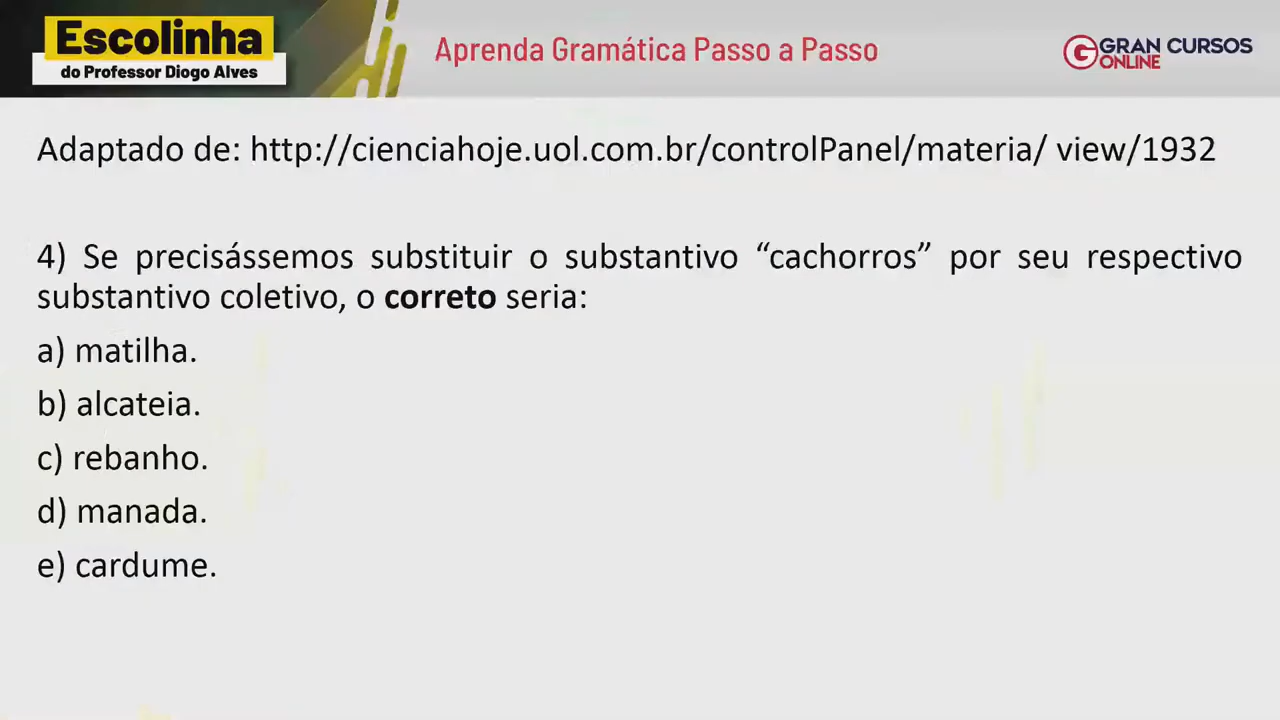 Escolinha
do Professor Diogo Alves
Aprenda Gramática Passo a Passo
GRAN CURSOS
ONLINE
Adaptado de: http://cienciahoje.uol.com.br/controlPanel/materia/ view/1932
4) Se precisássemos substituir o substantivo “cachorros” por seu respectivo
substantivo coletivo, o correto seria:
a) matilha.
b) alcateia.
c) rebanho.
d) manada.
e) cardume.